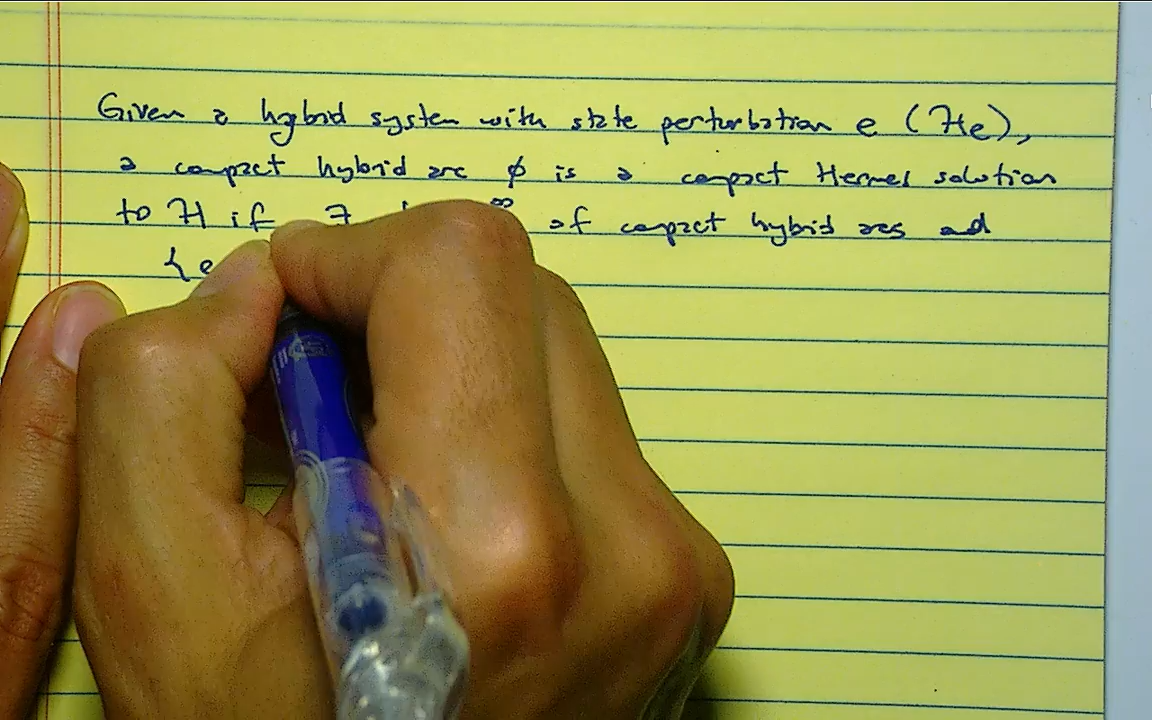 Given a hybrid system with state perturbation e (He),
a compact hybrid arc φ is a compact Hermes solution
to H if ∃ ∞ of compact hybrid arcs and
{e